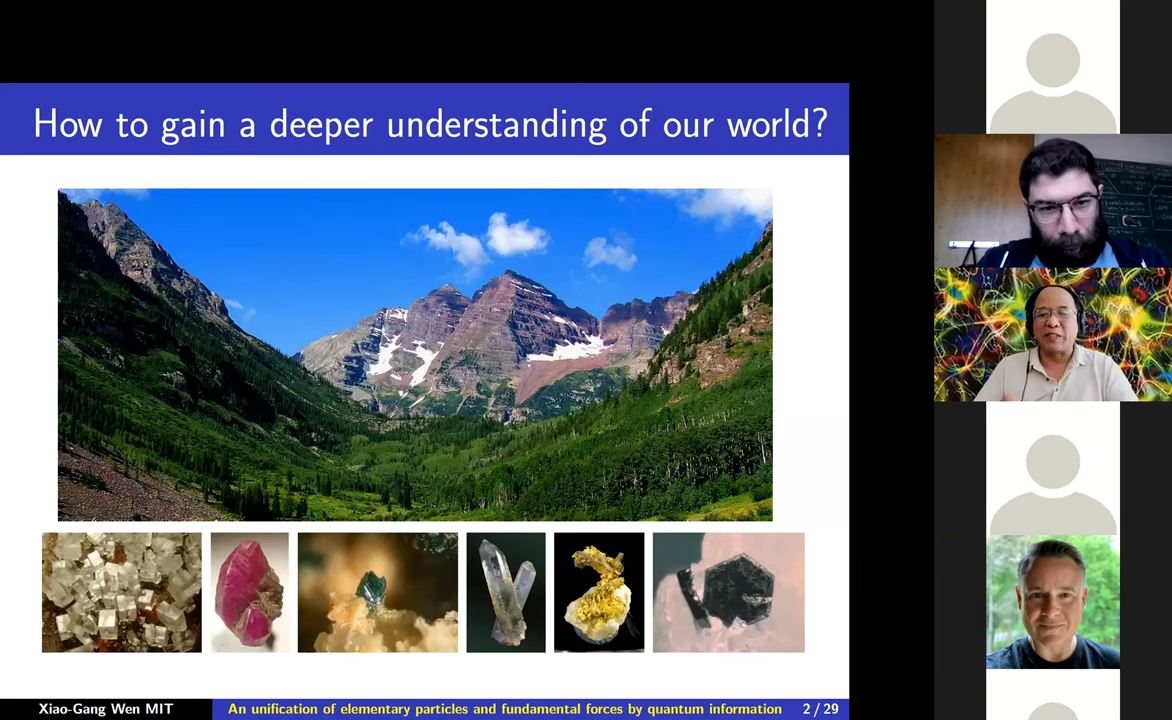 How to gain a deeper understanding of our world?
Xiao-Gang Wen MIT
An unification of elementary particles and fundamental forces by quantum information
2 / 29